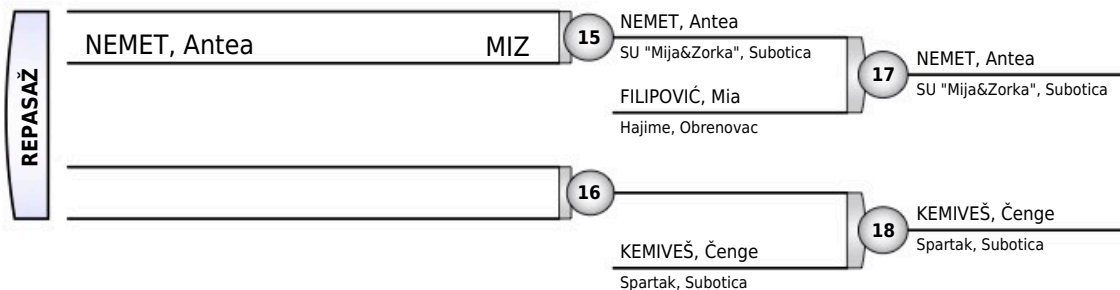 REPASAŽ
NEMET, Antea MIZ
15
NEMET, Antea
SU "Mija&Zorka", Subotica
FILIPOVIĆ, Mia
Hajime, Obrenovac
17
NEMET, Antea
SU "Mija&Zorka", Subotica
16
KEMIVEŠ, Čenge
Spartak, Subotica
18
KEMIVEŠ, Čenge
Spartak, Subotica